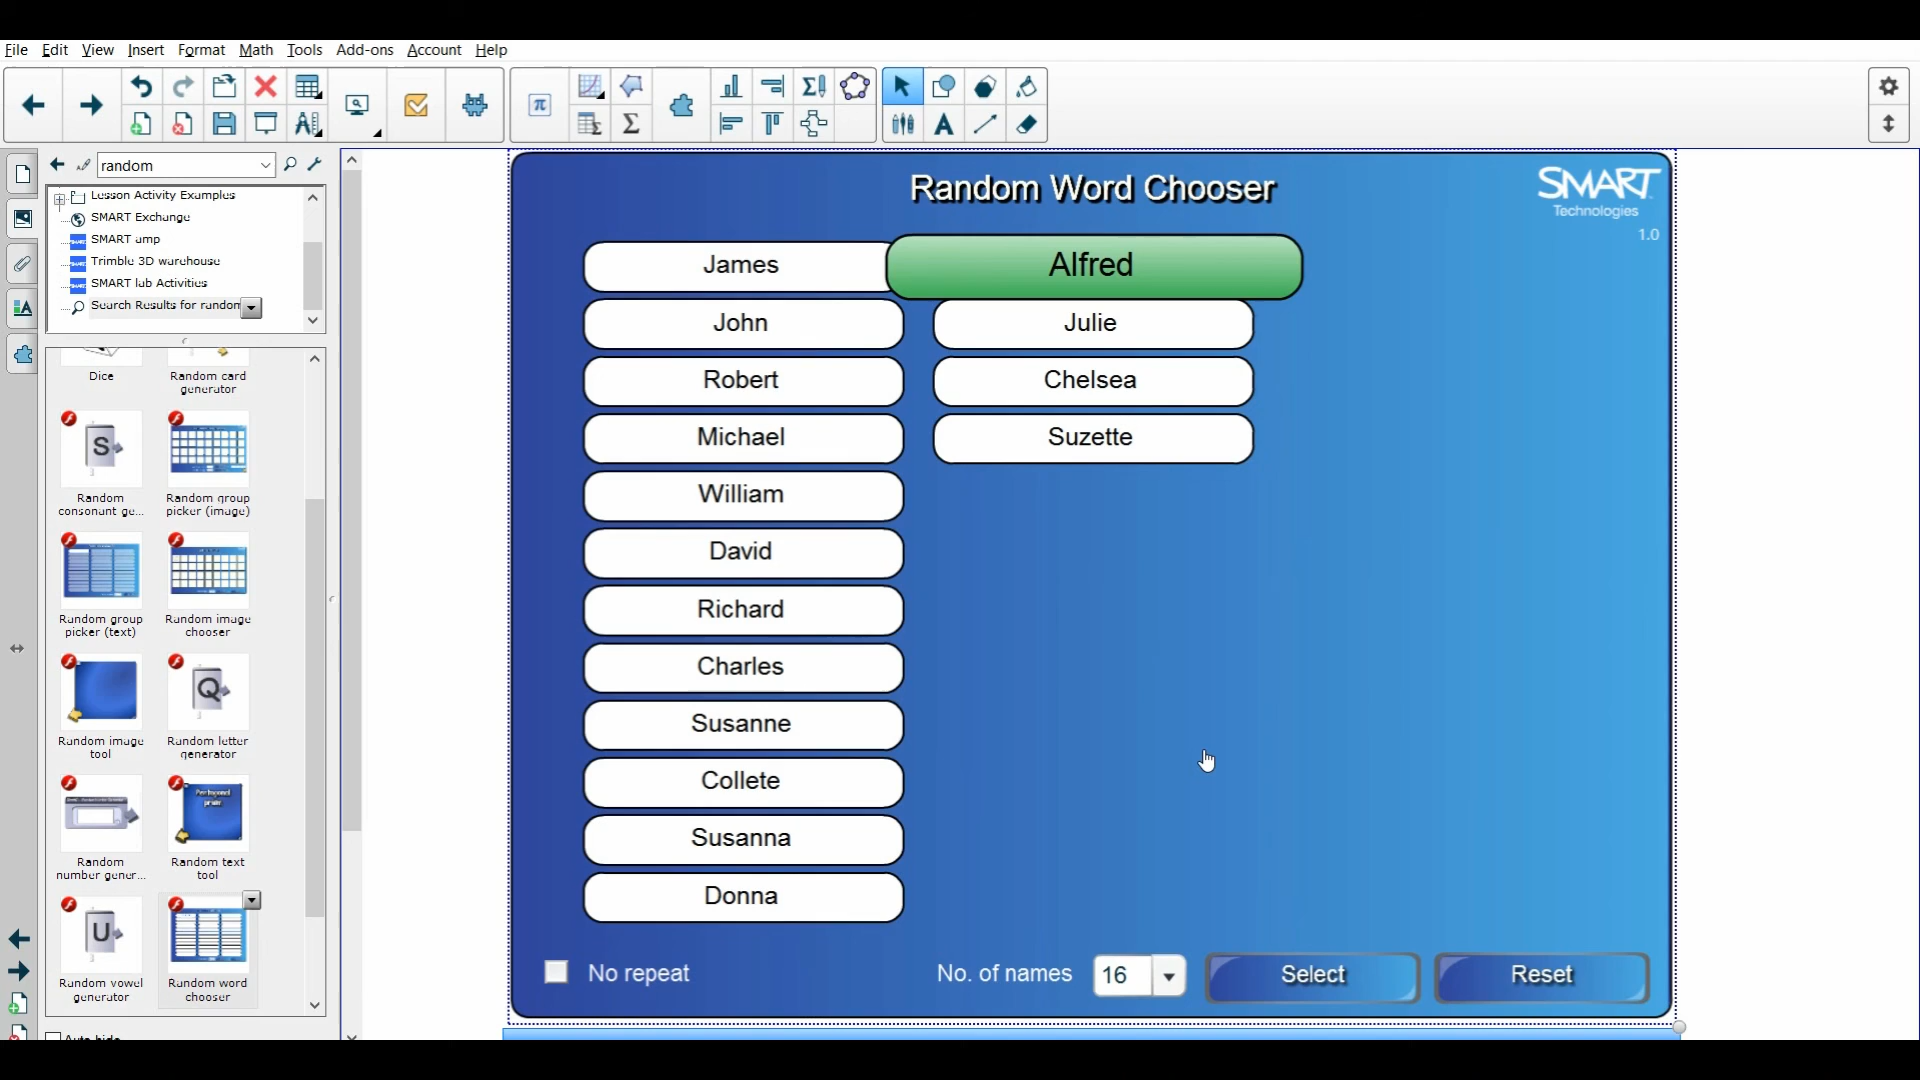 File Edit View Insert Format Math Tools Add-ons Account Help
random
Lesson Activity Examples
SMART Exchange
SMART amp
Trimble 3D warehouse
SMART lab Activities
Search Results for random
Dice
Random card
generator
S
Random
consonant ge...
Random group
picker (image)
Random group
picker (text)
Random image
chooser
Random image
tool
Q
Random letter
generator
Random
number gener...
Random text
tool
U
Random vowel
generator
Random word
chooser
Auto hide
Random Word Chooser
SMART
Technologies
1.0
James
John
Robert
Michael
William
David
Richard
Charles
Susanne
Collete
Susanna
Donna
Alfred
Julie
Chelsea
Suzette
No repeat
No. of names 16
Select
Reset